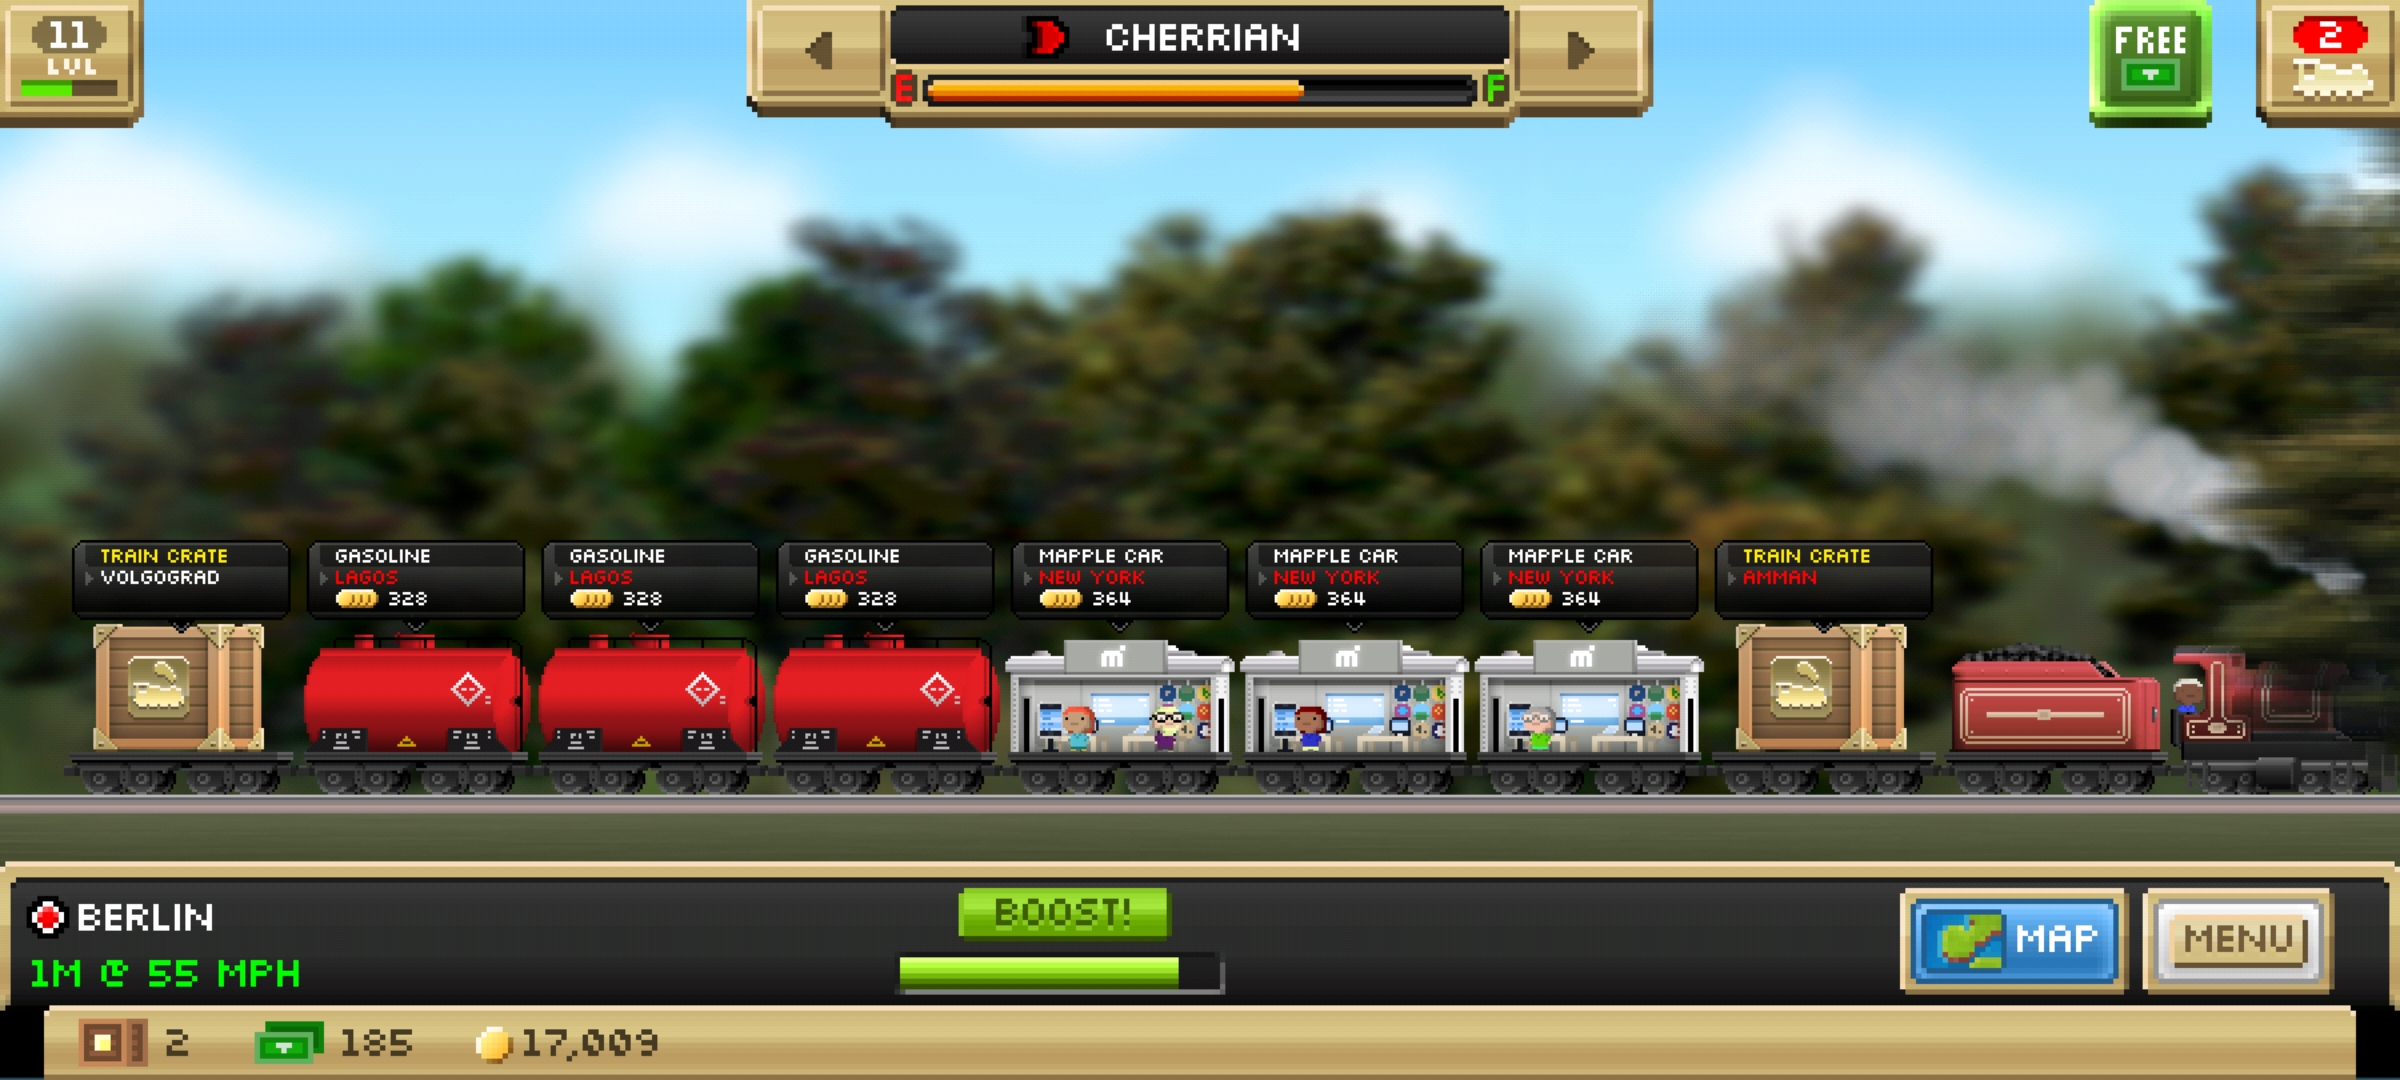 11
LVL
CHERRIAN
E
F
FREE
2
TRAIN CRATE
VOLGOGRAD
GASOLINE
LAGOS
328
GASOLINE
LAGOS
328
GASOLINE
LAGOS
328
MAPPLE CAR
NEW YORK
364
MAPPLE CAR
NEW YORK
364
MAPPLE CAR
NEW YORK
364
TRAIN CRATE
AMMAN
m
m
m
BERLIN
1M @ 55 MPH
BOOST!
MAP
MENU
2
185
17,009